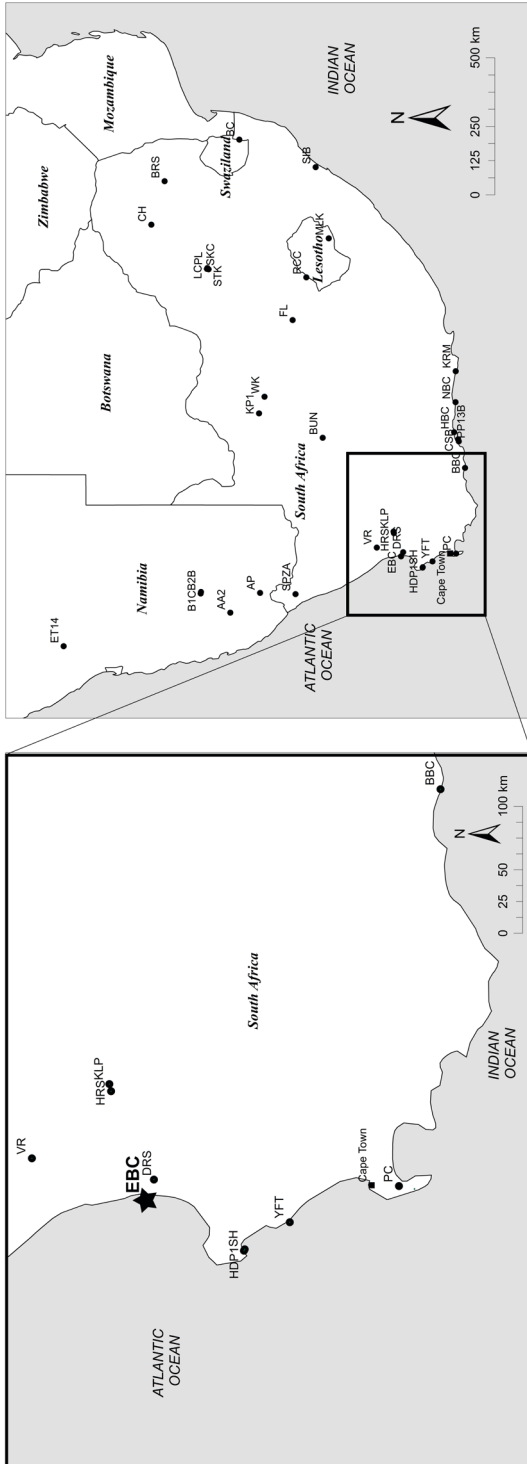 VR
HRSKLP
EBC
DRS
HDP1SH
YFT
Cape Town
PC
BBC
South Africa
ATLANTIC
OCEAN
INDIAN
OCEAN
N
0 25 50 100 km
Zimbabwe
Mozambique
Botswana
Namibia
South Africa
Swaziland
Lesotho
ET14
B1CB2B
AA2
AP
SPZA
BRS
CH
LCPL
SKC
STK
BC
SIB
MLK
RCC
FL
WK
KP1
BUN
VR
HRSKLP
EBC
DRS
HDP1SH
YFT
Cape Town
PC
BBC
CSB
PP13B
HBC
NBC
KRM
ATLANTIC
OCEAN
INDIAN
OCEAN
N
0 125 250 500 km